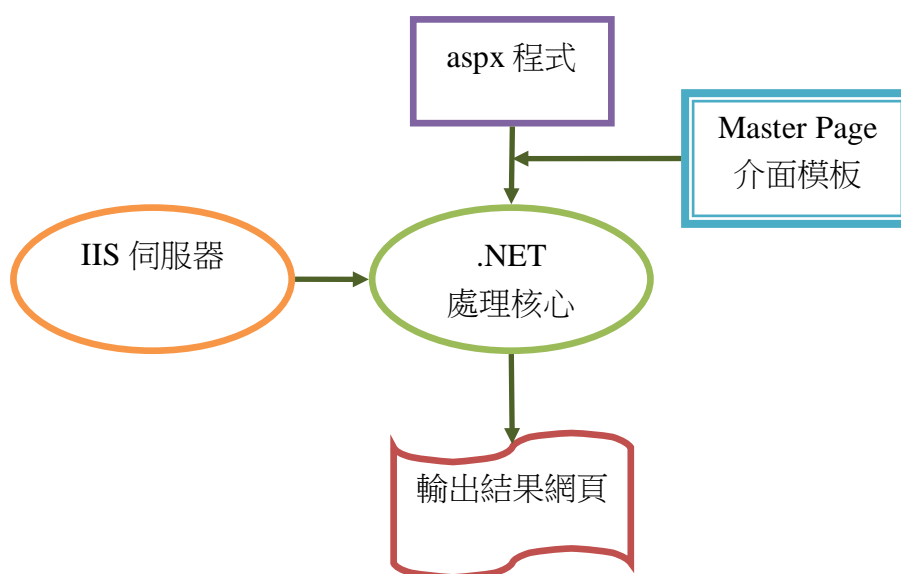 aspx 程式
Master Page
介面模板
IIS 伺服器
.NET
處理核心
輸出結果網頁